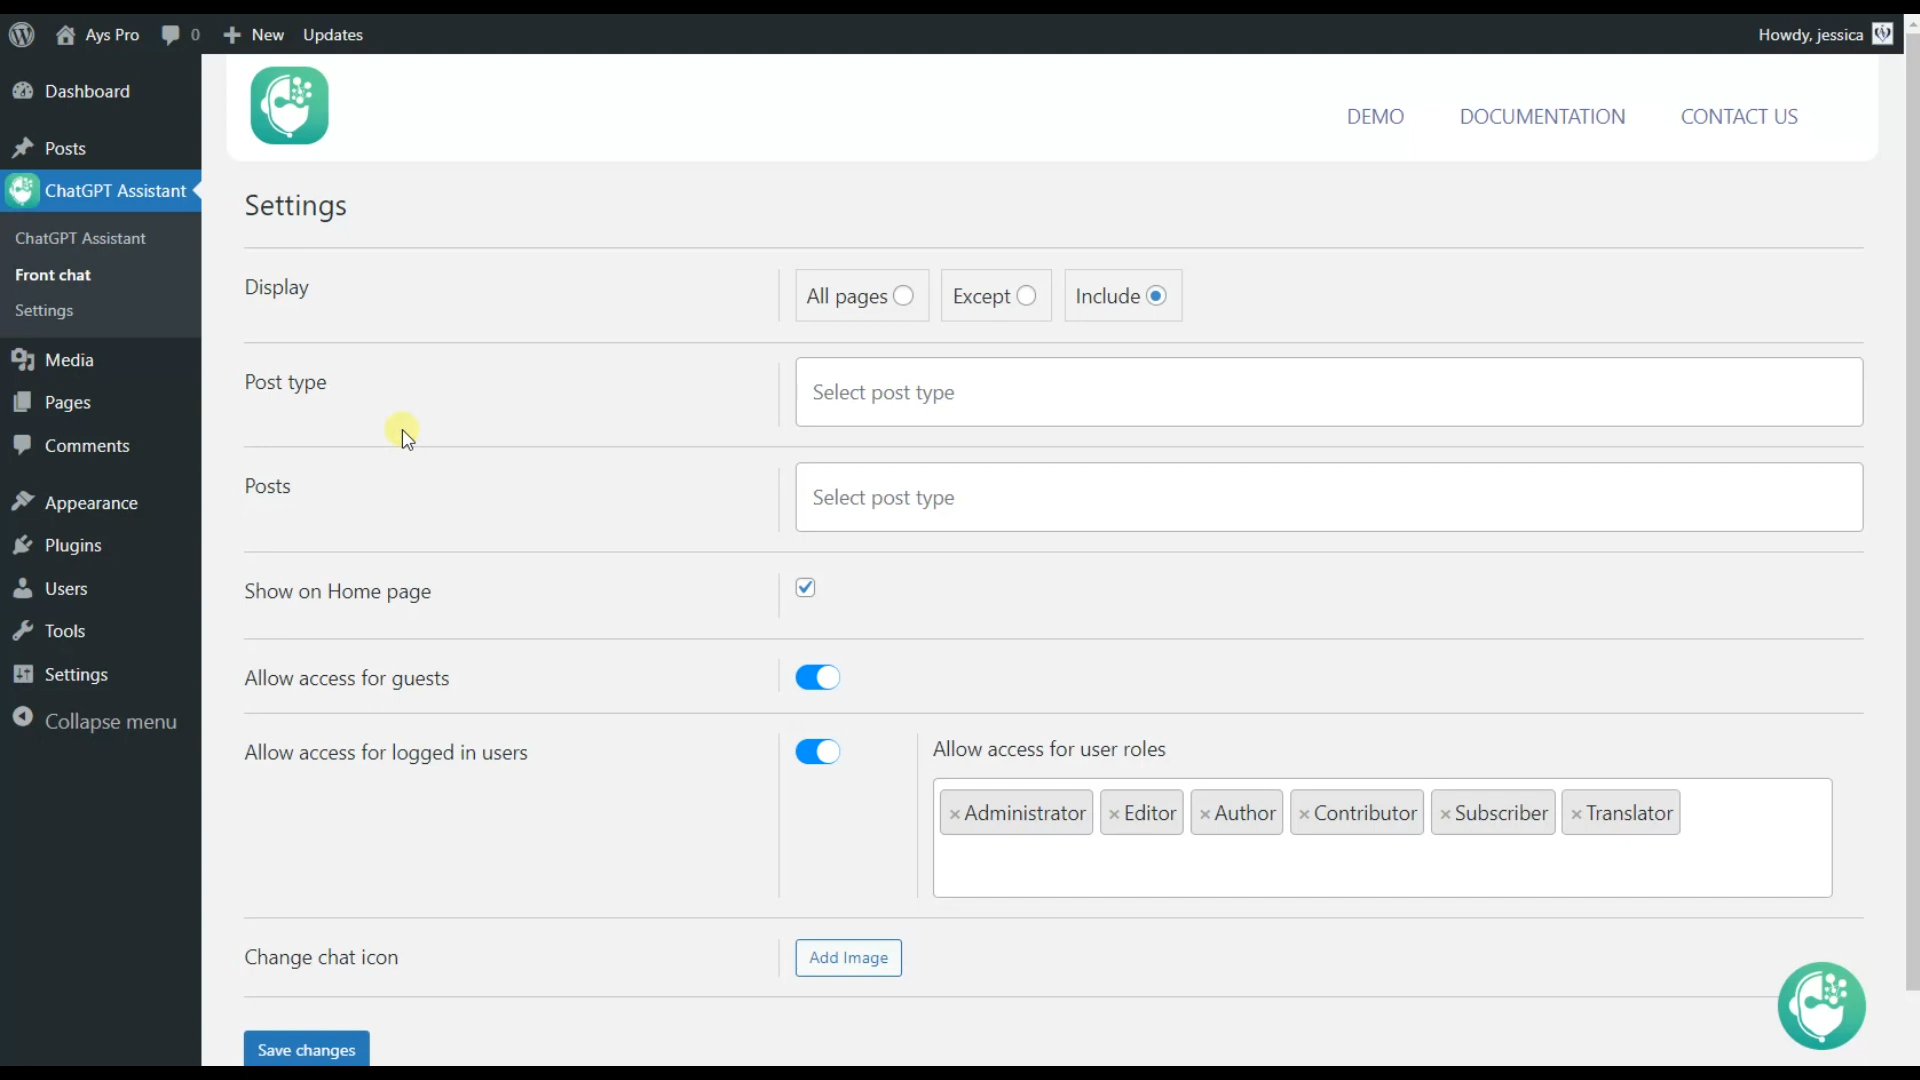 Ays Pro 0 New Updates Howdy, jessica
Dashboard
Posts
ChatGPT Assistant
ChatGPT Assistant
Front chat
Settings
Media
Pages
Comments
Appearance
Plugins
Users
Tools
Settings
Collapse menu
DEMO DOCUMENTATION CONTACT US
Settings
Display All pages Except Include
Post type Select post type
Posts Select post type
Show on Home page
Allow access for guests
Allow access for logged in users Allow access for user roles
× Administrator × Editor × Author × Contributor × Subscriber × Translator
Change chat icon Add Image
Save changes